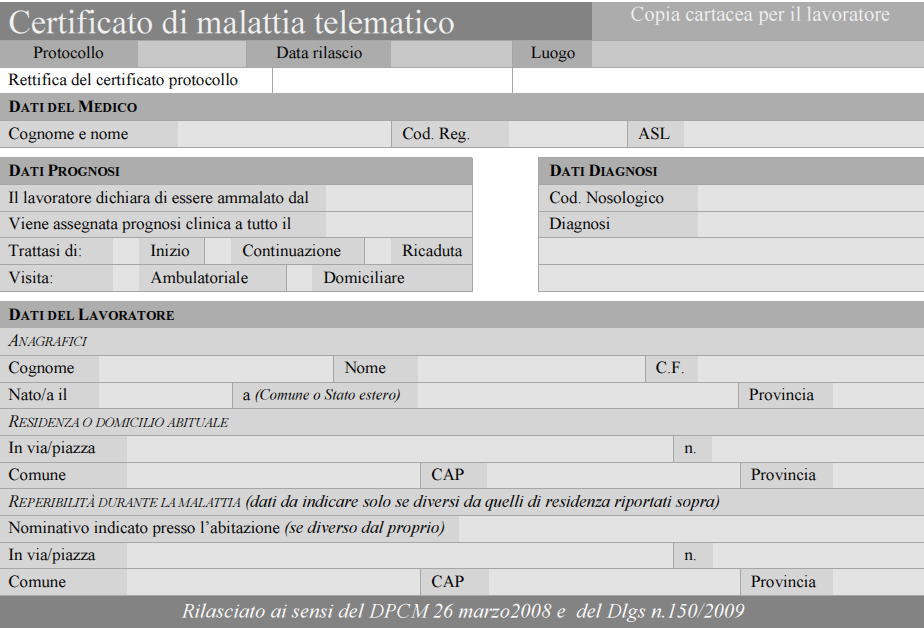 Certificato di malattia telematico Copia cartacea per il lavoratore
Protocollo Data rilascio Luogo
Rettifica del certificato protocollo
DATI DEL MEDICO
Cognome e nome Cod. Reg. ASL
DATI PROGNOSI
Il lavoratore dichiara di essere ammalato dal
Viene assegnata prognosi clinica a tutto il
Trattasi di: Inizio Continuazione Ricaduta
Visita: Ambulatoriale Domiciliare
DATI DIAGNOSI
Cod. Nosologico
Diagnosi
DATI DEL LAVORATORE
ANAGRAFICI
Cognome Nome C.F.
Nato/a il a (Comune o Stato estero) Provincia
RESIDENZA O DOMICILIO ABITUALE
In via/piazza n.
Comune CAP Provincia
REPERIBILITÀ DURANTE LA MALATTIA (dati da indicare solo se diversi da quelli di residenza riportati sopra)
Nominativo indicato presso l'abitazione (se diverso dal proprio)
In via/piazza n.
Comune CAP Provincia
Rilasciato ai sensi del DPCM 26 marzo2008 e del Dlgs n.150/2009